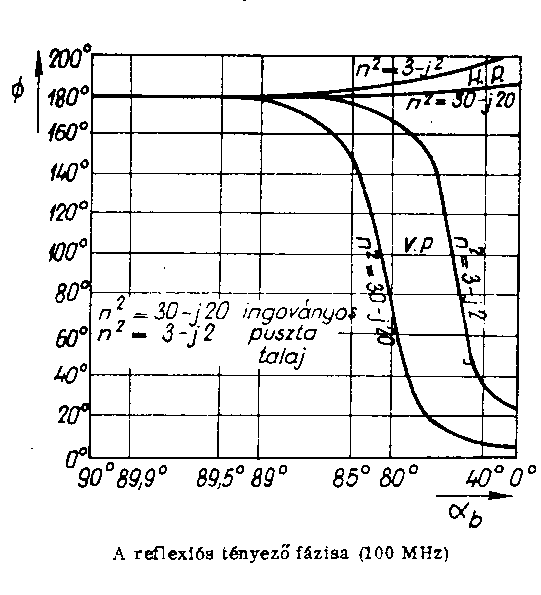 200°
ϕ
180°
160°
140°
120°
100°
80°
60°
40°
20°
0°
n² = 3-j2
H.P.
n² = 30-j20
V.P
n² = 30-j20
n² = 3-j2
n² = 30-j20 ingoványos
n² = 3-j2 puszta
talaj
90° 89,9° 89,5° 89° 85° 80° 40° 0°
αb
A reflexiós tényező fázisa (100 MHz)